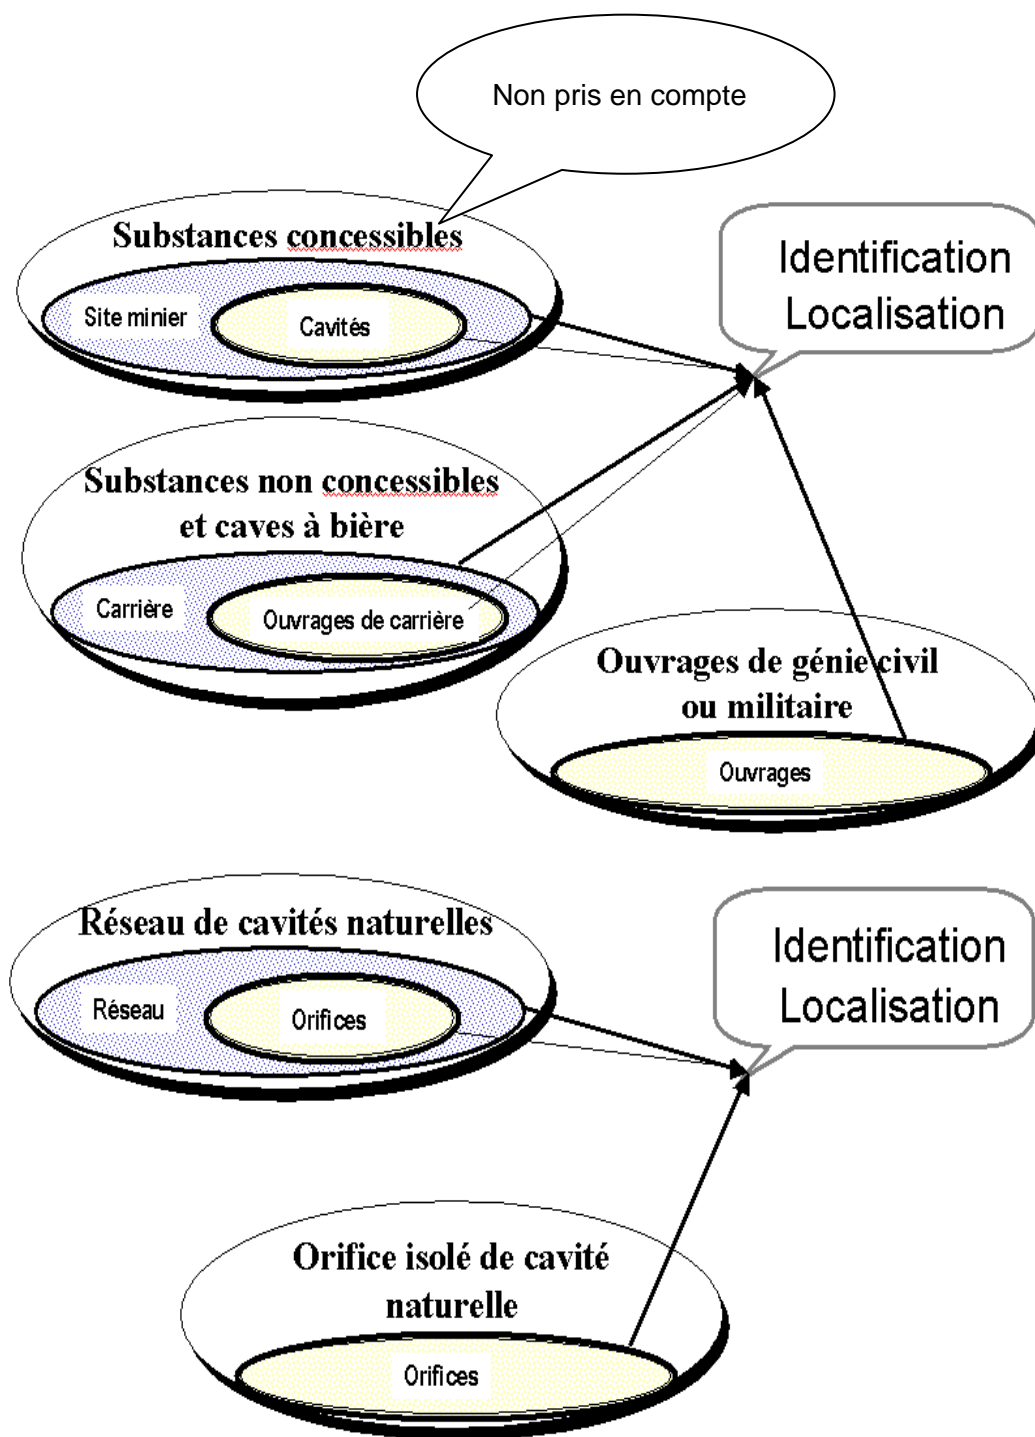 Non pris en compte
Substances concessibles
Site minier
Cavités
Identification
Localisation
Substances non concessibles
et caves à bière
Carrière
Ouvrages de carrière
Ouvrages de génie civil
ou militaire
Ouvrages
Réseau de cavités naturelles
Réseau
Orifices
Identification
Localisation
Orifice isolé de cavité
naturelle
Orifices